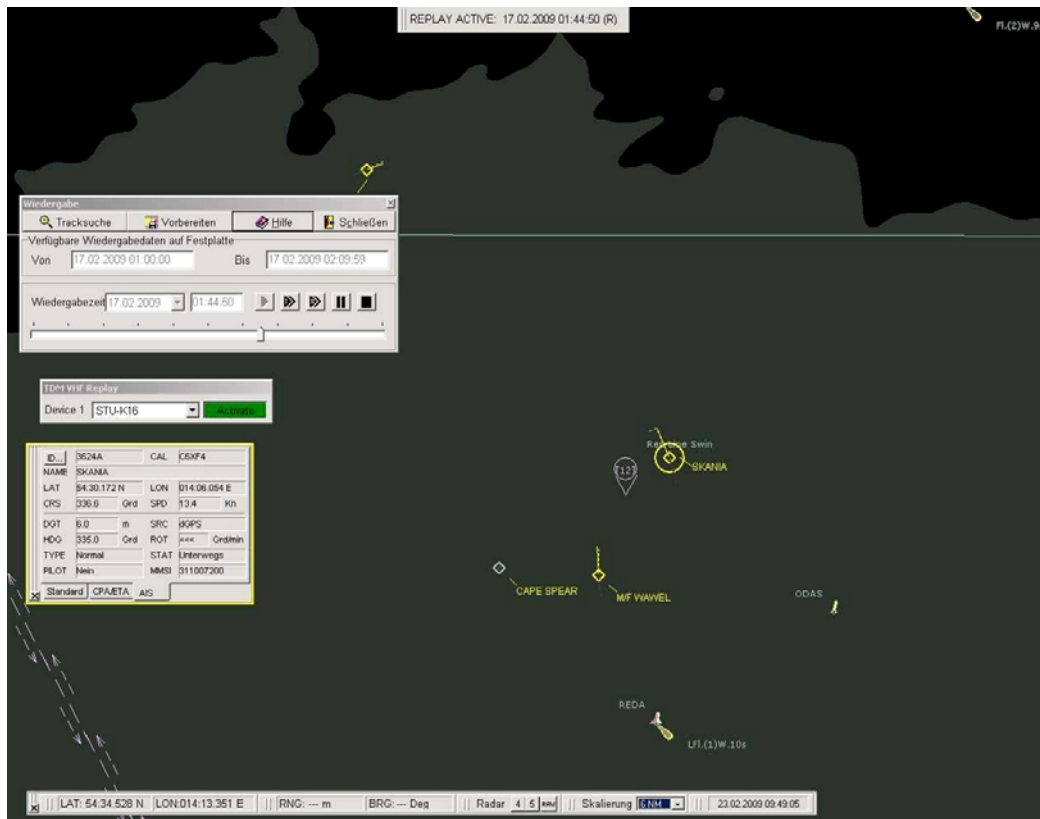 REPLAY ACTIVE: 17.02.2009 01:44:50 (R)
Wiedergabe
Tracksuche Vorbereiten Hilfe Schließen
Verfügbare Wiedergabedaten auf Festplatte
Von 17.02.2009 01:00:00 Bis 17.02.2009 02:09:59
Wiedergabezeit 17.02.2009 01:44:50
TDM VHF Replay
Device 1 STU-K16 Activate
ID... 3624A CAL C6XF4
NAME SKANIA
LAT 54:30.172 N LON 014:06.054 E
CRS 336.6 Grd SPD 13.4 Kn
DGT 6.0 m SRC dGPS
HDG 335.0 Grd ROT <<< Grd/min
TYPE Normal STAT Unterwegs
PILOT Nein MMSI 311007200
Standard CPA/ETA AIS
Red Line Swin
12
SKANIA
CAPE SPEAR
M/F WAWEL
ODAS
REDA
LFl.(1)W.10s
LAT: 54:34.528 N LON:014:13.351 E RNG: --- m BRG: --- Deg Radar 4 5 Skalierung 6 NM 23.02.2009 09:49:05